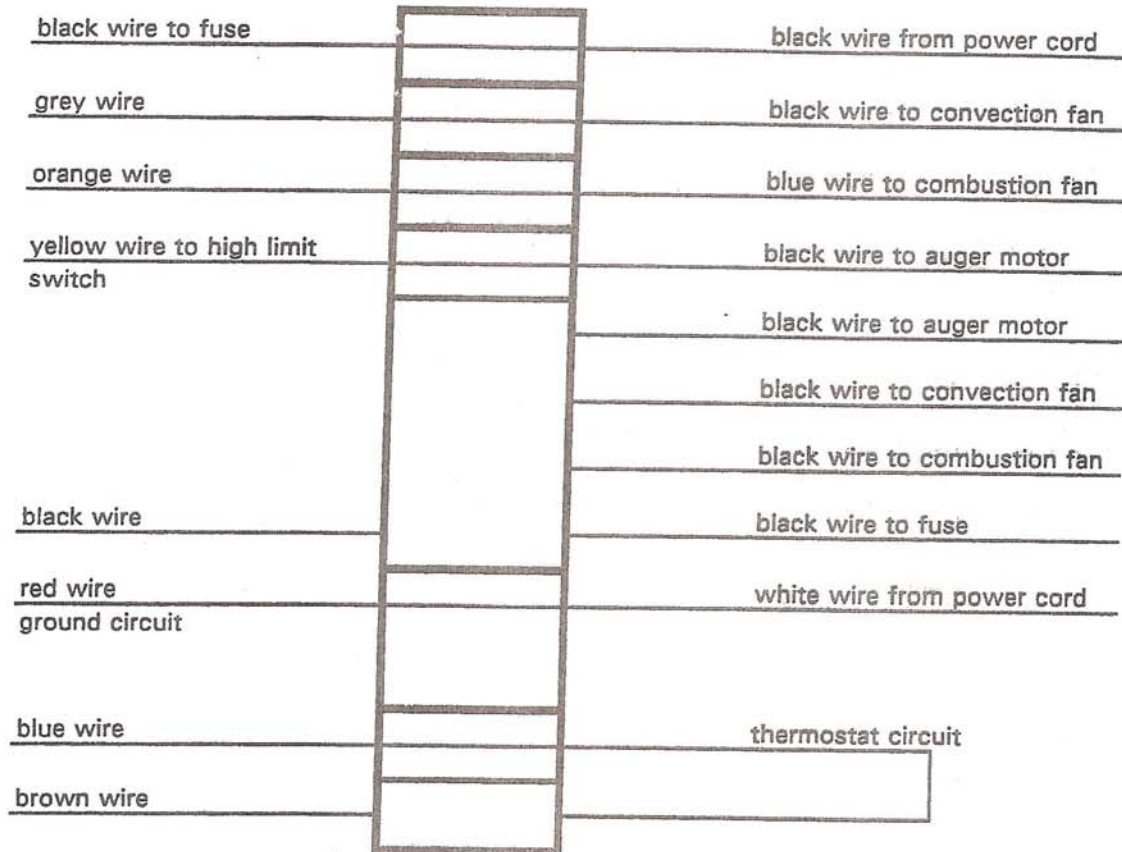 black wire to fuse
black wire from power cord
grey wire
black wire to convection fan
orange wire
blue wire to combustion fan
yellow wire to high limit
switch
black wire to auger motor
black wire to auger motor
black wire to convection fan
black wire to combustion fan
black wire
black wire to fuse
red wire
ground circuit
white wire from power cord
blue wire
thermostat circuit
brown wire